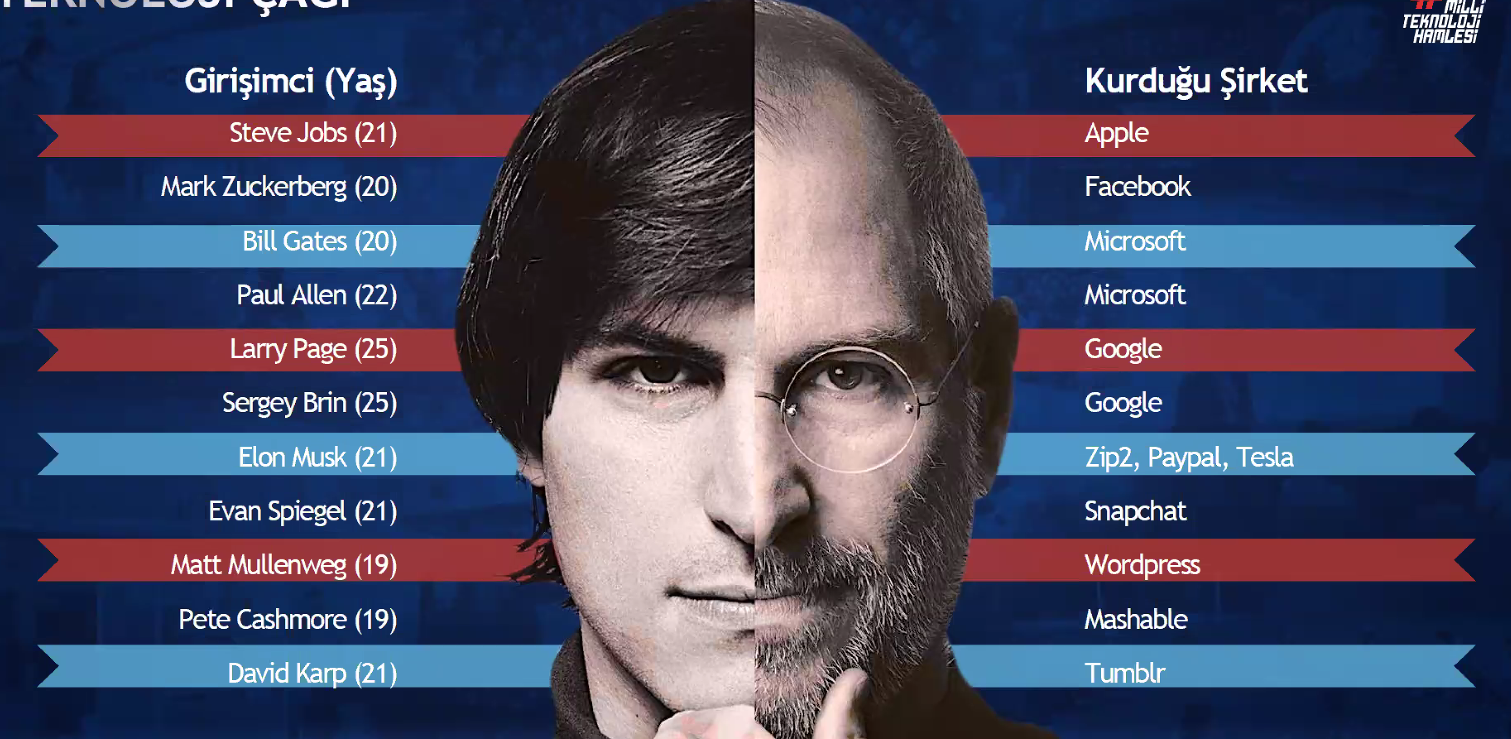 TEKNOLOJİ ÇAĞI
MİLLİ
TEKNOLOJİ
HAMLESİ
Girişimci (Yaş) Kurduğu Şirket
Steve Jobs (21) Apple
Mark Zuckerberg (20) Facebook
Bill Gates (20) Microsoft
Paul Allen (22) Microsoft
Larry Page (25) Google
Sergey Brin (25) Google
Elon Musk (21) Zip2, Paypal, Tesla
Evan Spiegel (21) Snapchat
Matt Mullenweg (19) Wordpress
Pete Cashmore (19) Mashable
David Karp (21) Tumblr